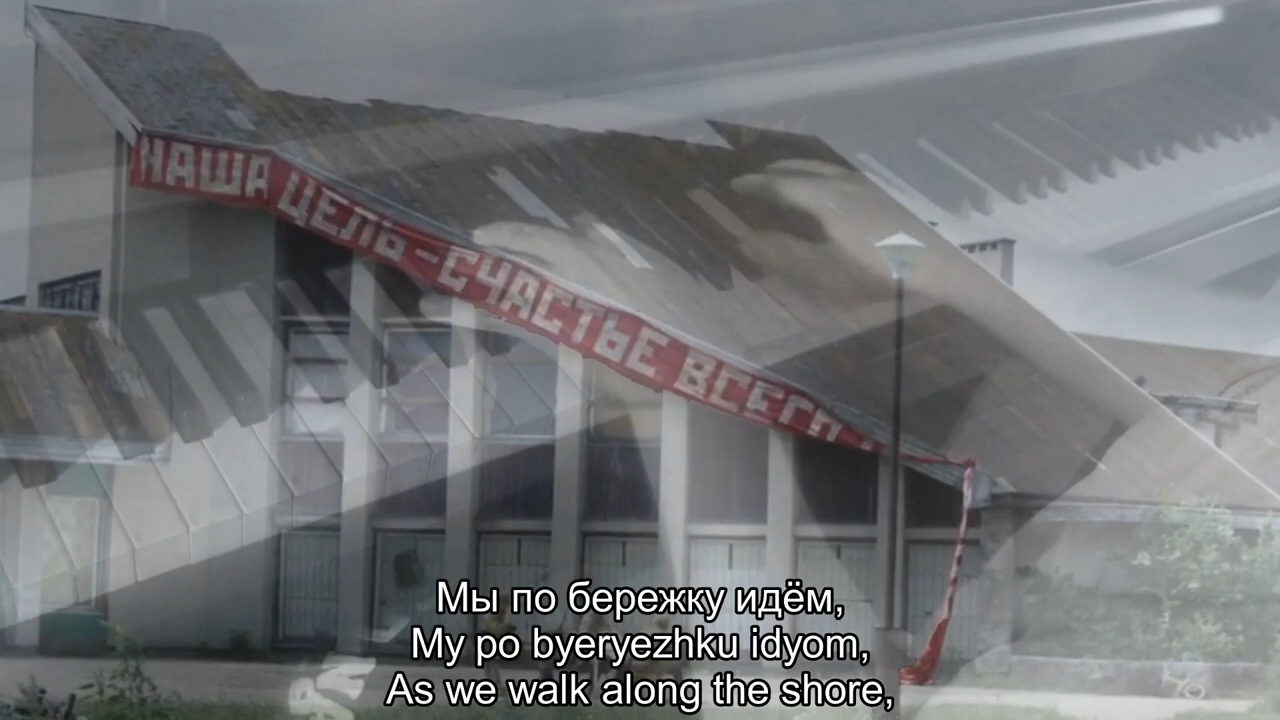 НАША ЦЕЛЬ - СЧАСТЬЕ ВСЕГО
Мы по бережку идём,
My po byeryezhku idyom,
As we walk along the shore,